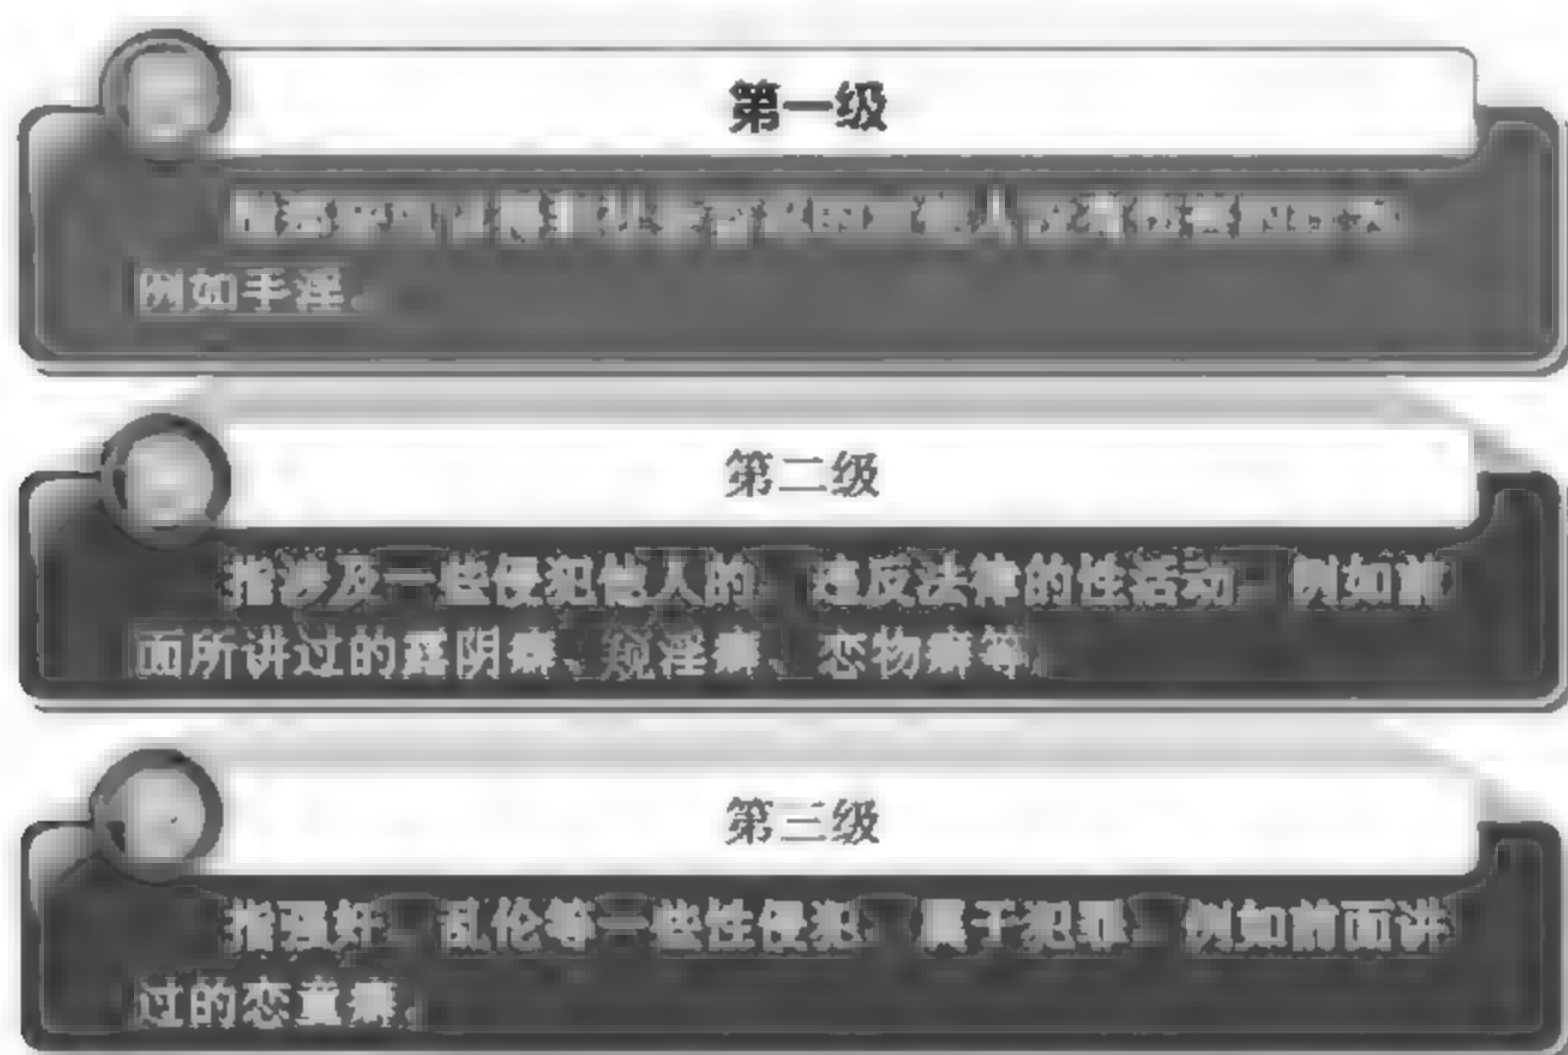 第一级
例如手淫。
第二级
指涉及一些侵犯他人的、违反法律的性活动，例如前
面所讲过的露阴癖、窥淫癖、恋物癖等。
第三级
指强奸、乱伦等一些性侵犯，属于犯罪，例如前面讲
过的恋童癖。